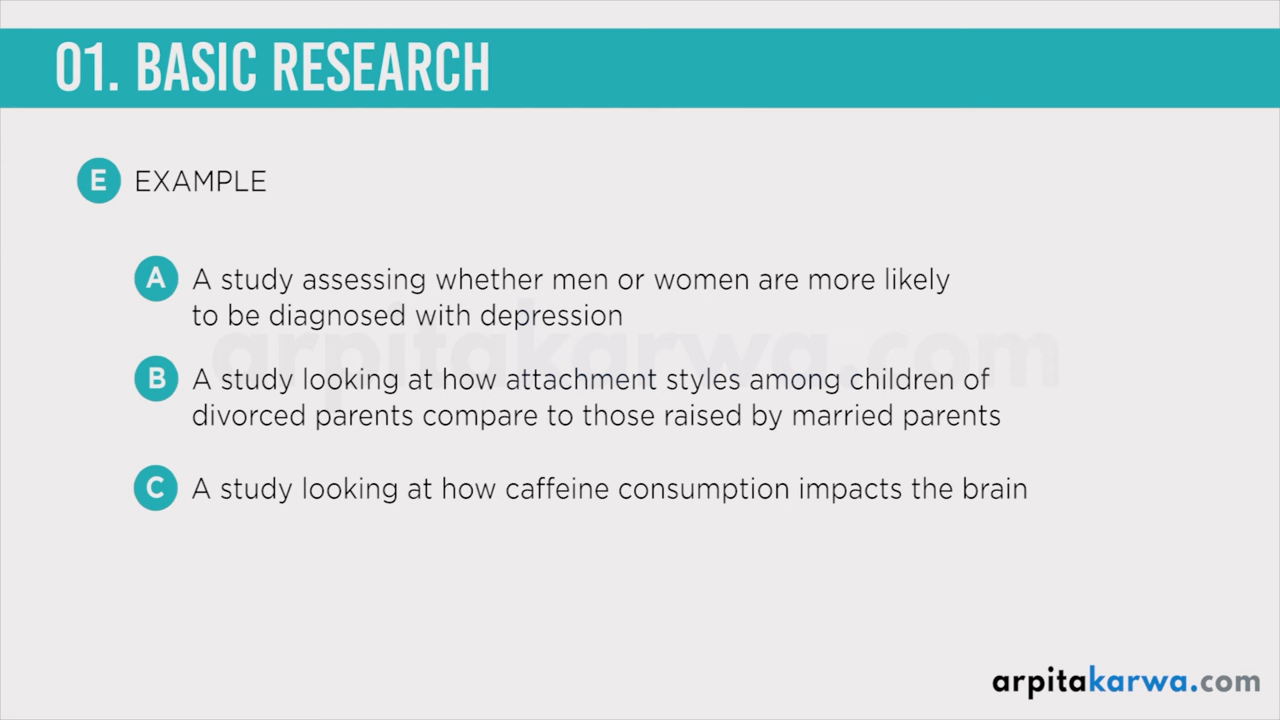 01. BASIC RESEARCH
E EXAMPLE
A A study assessing whether men or women are more likely
to be diagnosed with depression
arpitakarwa.com
B A study looking at how attachment styles among children of
divorced parents compare to those raised by married parents
C A study looking at how caffeine consumption impacts the brain
arpitakarwa.com